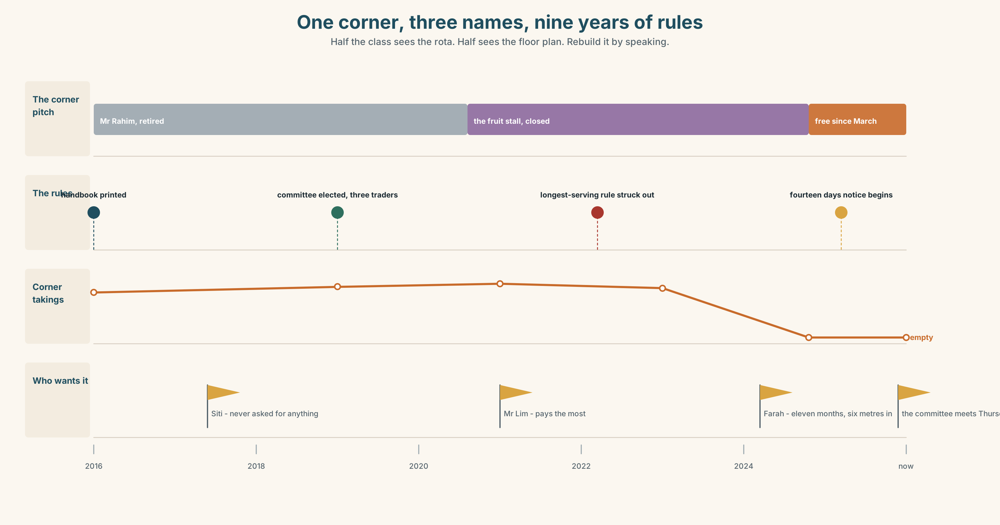 One corner, three names, nine years of rules
Half the class sees the rota. Half sees the floor plan. Rebuild it by speaking.
The corner
pitch
Mr Rahim, retired
the fruit stall, closed
free since March
The rules
handbook printed
committee elected, three traders
longest-serving rule struck out
fourteen days notice begins
Corner
takings
empty
Who wants it
Siti - never asked for anything
Mr Lim - pays the most
Farah - eleven months, six metres in
the committee meets
2016
2018
2020
2022
2024
now